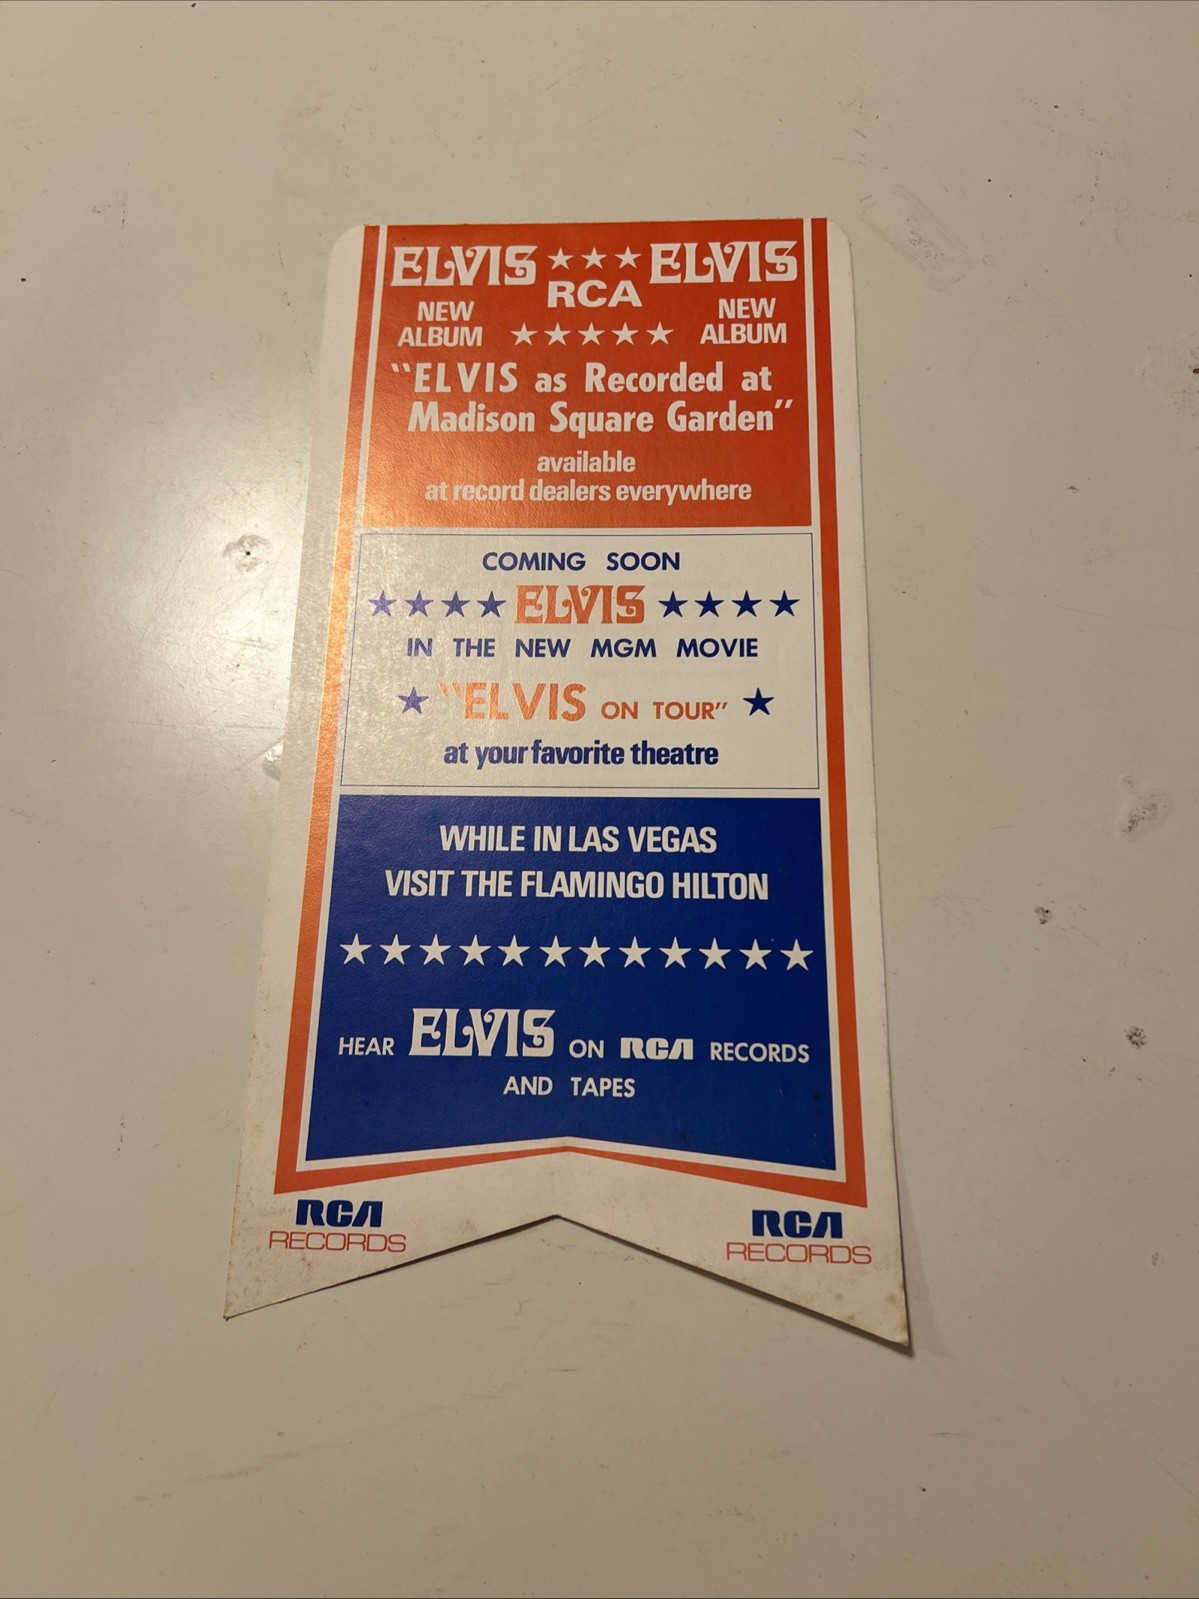 ELVIS ★★★ ELVIS
RCA
NEW ALBUM ★★★★★ NEW ALBUM
"ELVIS as Recorded at
Madison Square Garden"
available
at record dealers everywhere
COMING SOON
★★★★ ELVIS ★★★★
IN THE NEW MGM MOVIE
★ "ELVIS ON TOUR" ★
at your favorite theatre
WHILE IN LAS VEGAS
VISIT THE FLAMINGO HILTON
★★★★★★★★★★★★
HEAR ELVIS ON RCA RECORDS
AND TAPES
RCA RECORDS
RCA RECORDS